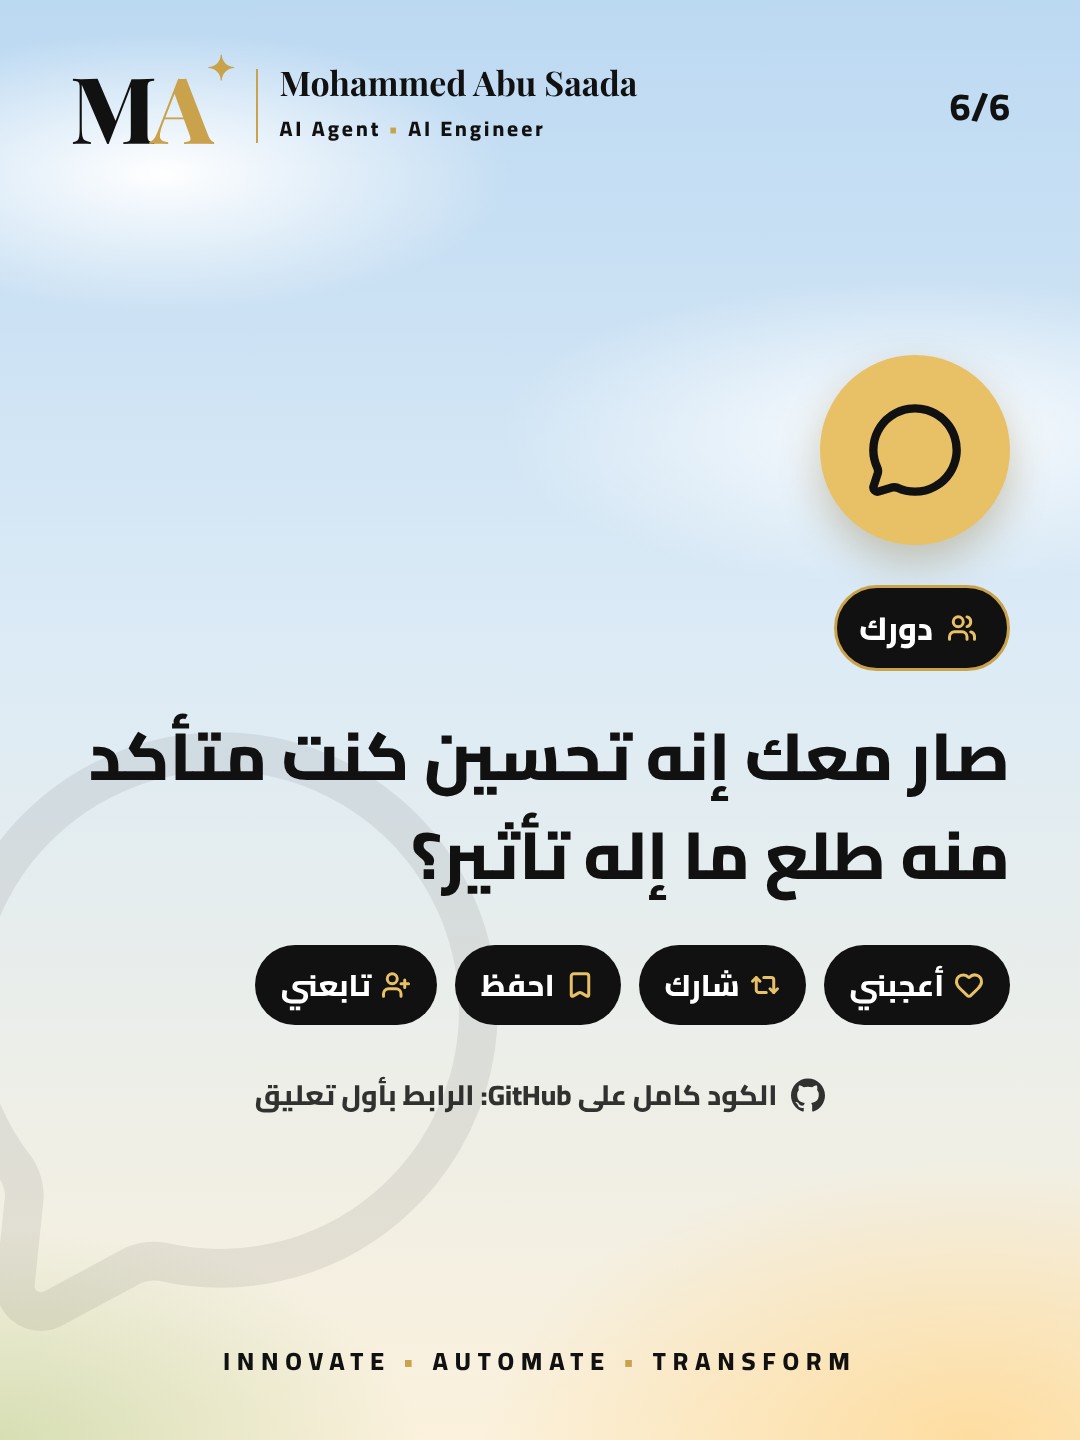 MA
Mohammed Abu Saada
AI Agent ▪ AI Engineer
6/6
دورك
صار معك إنه تحسين كنت متأكد
منه طلع ما إله تأثير؟
أعجبني
شارك
احفظ
تابعني
الكود كامل على GitHub: الرابط بأول تعليق
INNOVATE ▪ AUTOMATE ▪ TRANSFORM